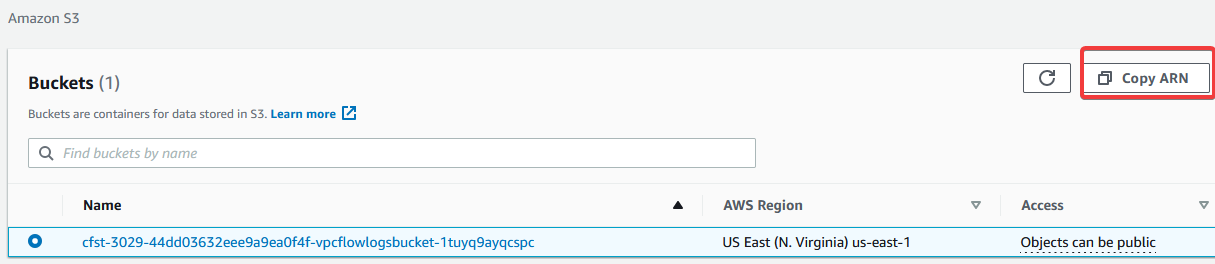 Amazon S3
Buckets (1)
Copy ARN
Buckets are containers for data stored in S3. Learn more
Find buckets by name
Name AWS Region Access
cfst-3029-44dd03632eee9a9ea0f4f-vpcflowlogsbucket-1tuyq9ayqcspc US East (N. Virginia) us-east-1 Objects can be public